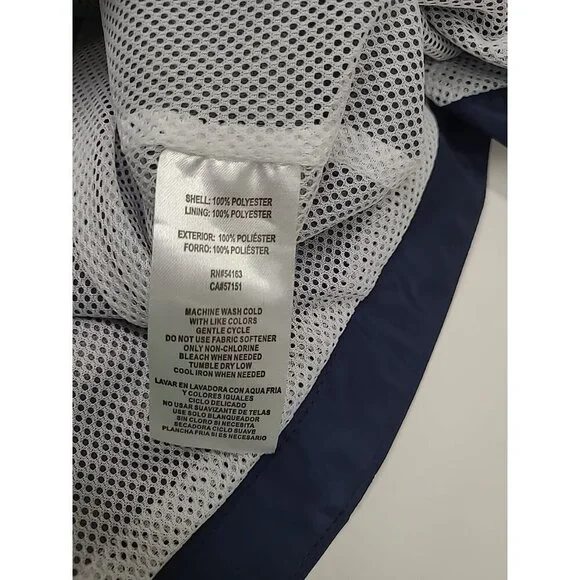 SHELL: 100% POLYESTER
LINING: 100% POLYESTER
EXTERIOR: 100% POLIÉSTER
FORRO: 100% POLIÉSTER
RN#54163
CA#57151
MACHINE WASH COLD
WITH LIKE COLORS
GENTLE CYCLE
DO NOT USE FABRIC SOFTENER
ONLY NON-CHLORINE
BLEACH WHEN NEEDED
TUMBLE DRY LOW
COOL IRON WHEN NEEDED
LAVAR EN LAVADORA CON AQUA FRIA
Y COLORES IGUALES
CICLO DELICADO
NO USAR SUAVIZANTE DE TELAS
USE SOLO BLANQUEADOR
SIN CLORO SI NECESITA
SECADORA CICLO SUAVE
PLANCHA FRIA SI ES NECESARIO